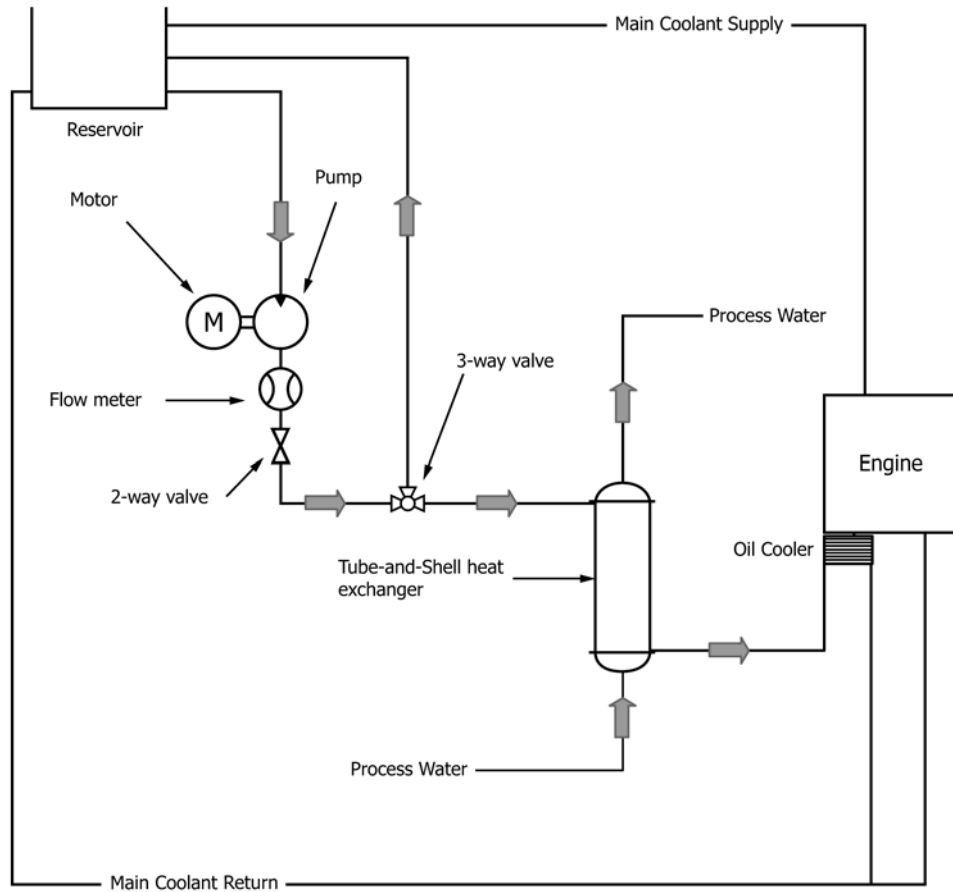 Main Coolant Supply
Reservoir
Pump
Motor
M
Process Water
3-way valve
Flow meter
Engine
2-way valve
Oil Cooler
Tube-and-Shell heat
exchanger
Process Water
Main Coolant Return